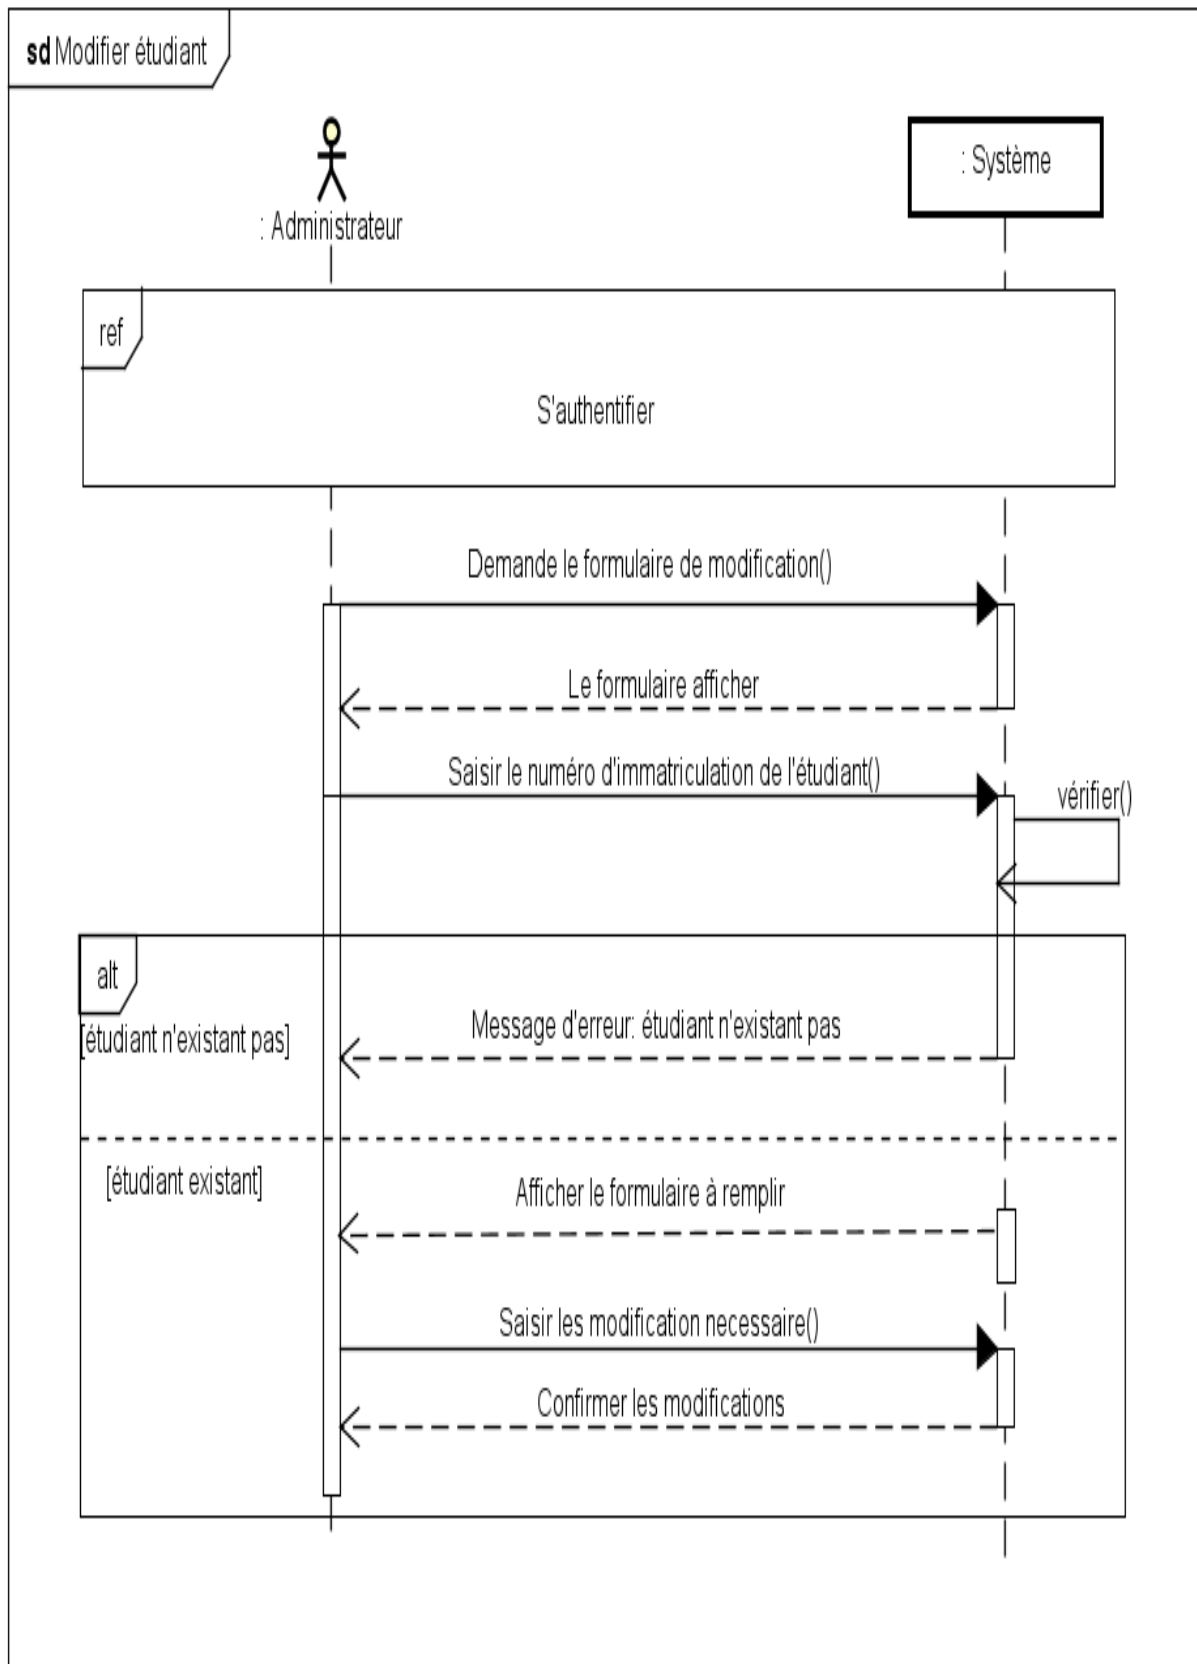 sd Modifier étudiant
: Système
: Administrateur
ref
S'authentifier
Demande le formulaire de modification()
Le formulaire afficher
Saisir le numéro d'immatriculation de l'étudiant()
vérifier()
alt
[étudiant n'existant pas]
Message d'erreur: étudiant n'existant pas
[étudiant existant]
Afficher le formulaire à remplir
Saisir les modification necessaire()
Confirmer les modifications